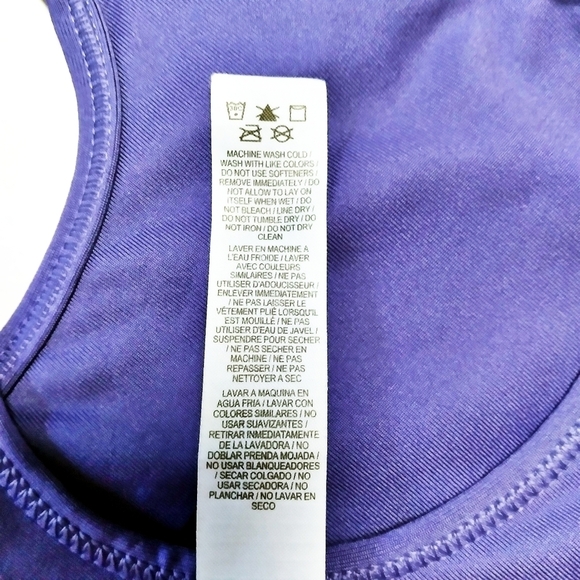 30C
MACHINE WASH COLD /
WASH WITH LIKE COLORS /
DO NOT USE SOFTENERS /
REMOVE IMMEDIATELY / DO
NOT ALLOW TO LAY ON
ITSELF WHEN WET / DO
NOT BLEACH / LINE DRY /
DO NOT TUMBLE DRY / DO
NOT IRON / DO NOT DRY
CLEAN
LAVER EN MACHINE A
L'EAU FROIDE / LAVER
AVEC COULEURS
SIMILAIRES / NE PAS
UTILISER D'ADOUCISSEUR /
ENLEVER IMMEDIATEMENT
/ NE PAS LAISSER LE
VÊTEMENT PLIÉ LORSQU'IL
EST MOUILLÉ / NE PAS
UTILISER D'EAU DE JAVEL /
SUSPENDRE POUR SECHER
/ NE PAS SECHER EN
MACHINE / NE PAS
REPASSER / NE PAS
NETTOYER A SEC
LAVAR A MAQUINA EN
AGUA FRIA / LAVAR CON
COLORES SIMILARES / NO
USAR SUAVIZANTES /
RETIRAR INMEDIATAMENTE
DE LA LAVADORA / NO
DOBLAR PRENDA MOJADA /
NO USAR BLANQUEADORES
/ SECAR COLGADO / NO
USAR SECADORA / NO
PLANCHAR / NO LAVAR EN
SECO